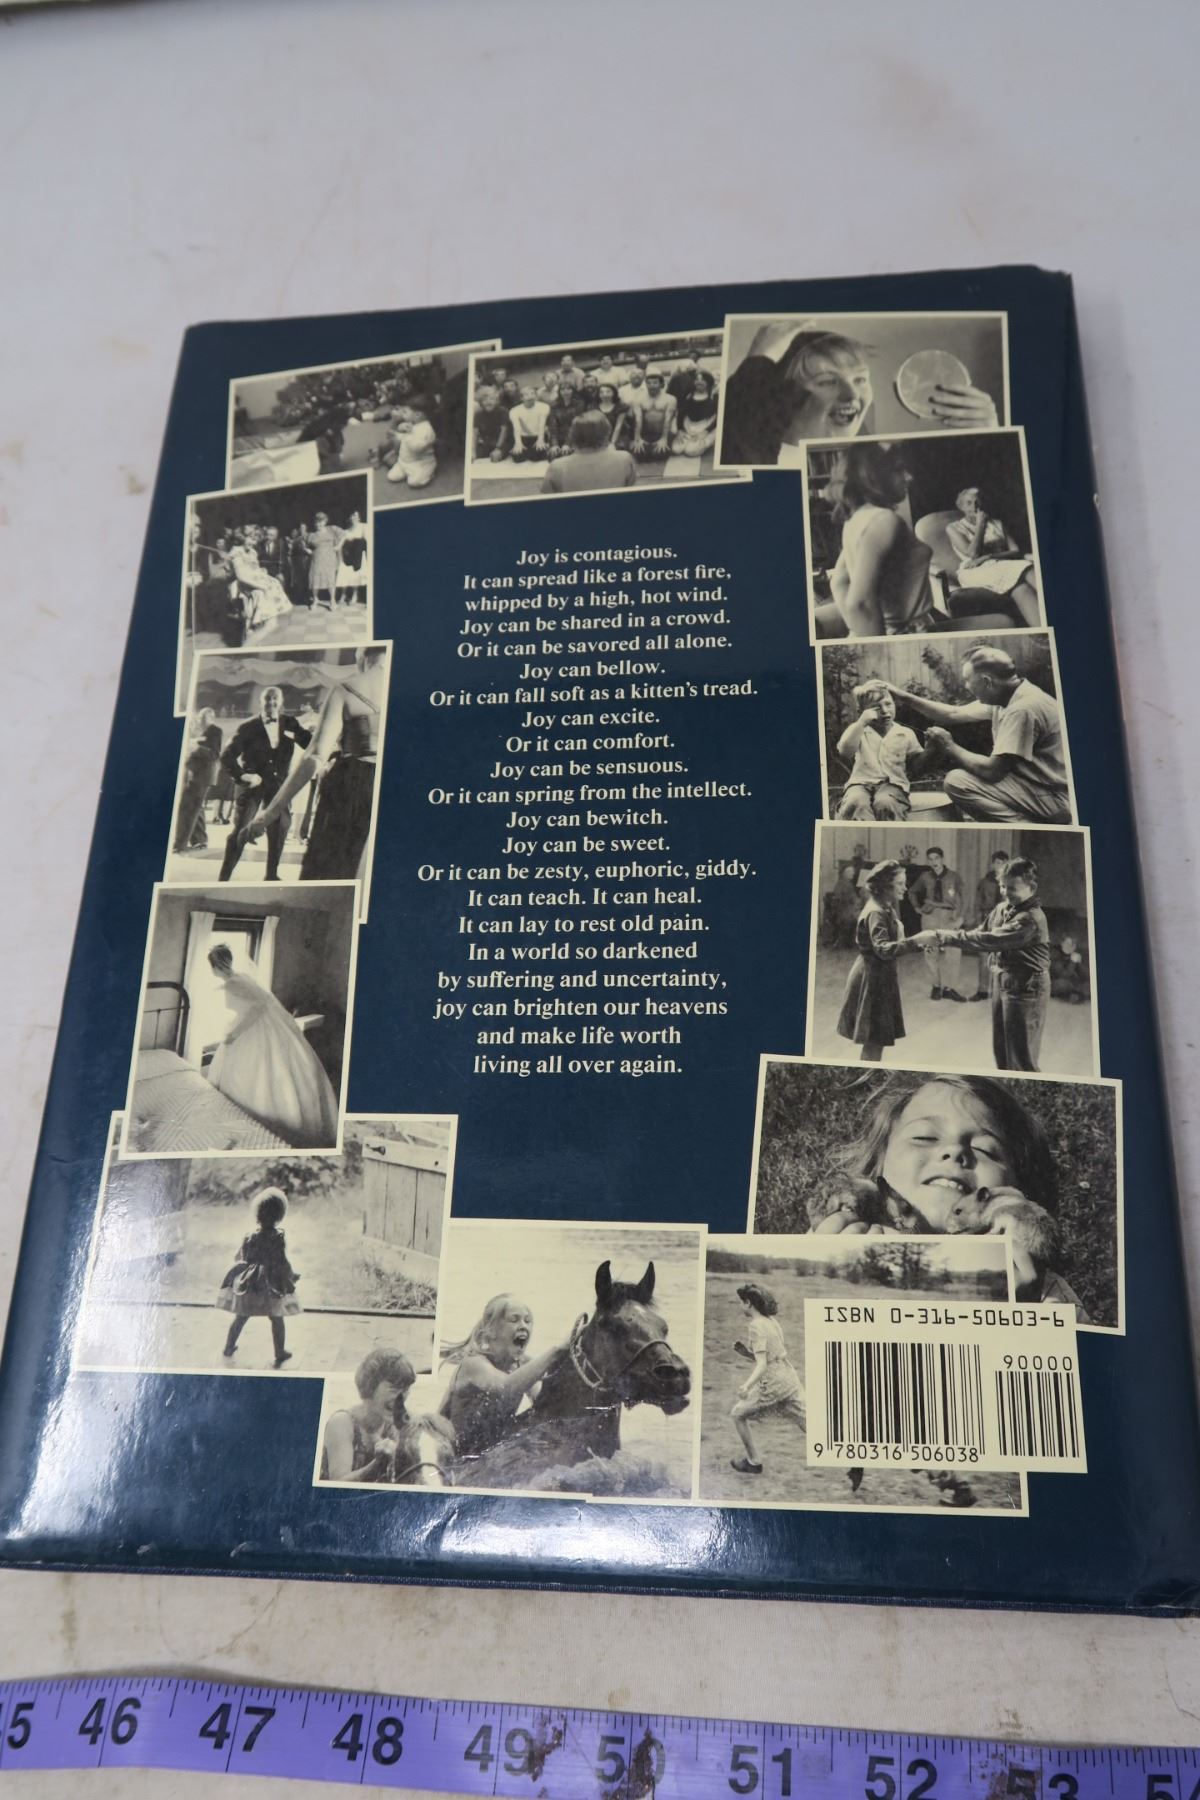 Joy is contagious.
It can spread like a forest fire,
whipped by a high, hot wind.
Joy can be shared in a crowd.
Or it can be savored all alone.
Joy can bellow.
Or it can fall soft as a kitten's tread.
Joy can excite.
Or it can comfort.
Joy can be sensuous.
Or it can spring from the intellect.
Joy can bewitch.
Joy can be sweet.
Or it can be zesty, euphoric, giddy.
It can teach. It can heal.
It can lay to rest old pain.
In a world so darkened
by suffering and uncertainty,
joy can brighten our heavens
and make life worth
living all over again.
ISBN 0-316-50603-6
90000
9 780316 506038
5 46 47 48 49 50 51 52 53 54